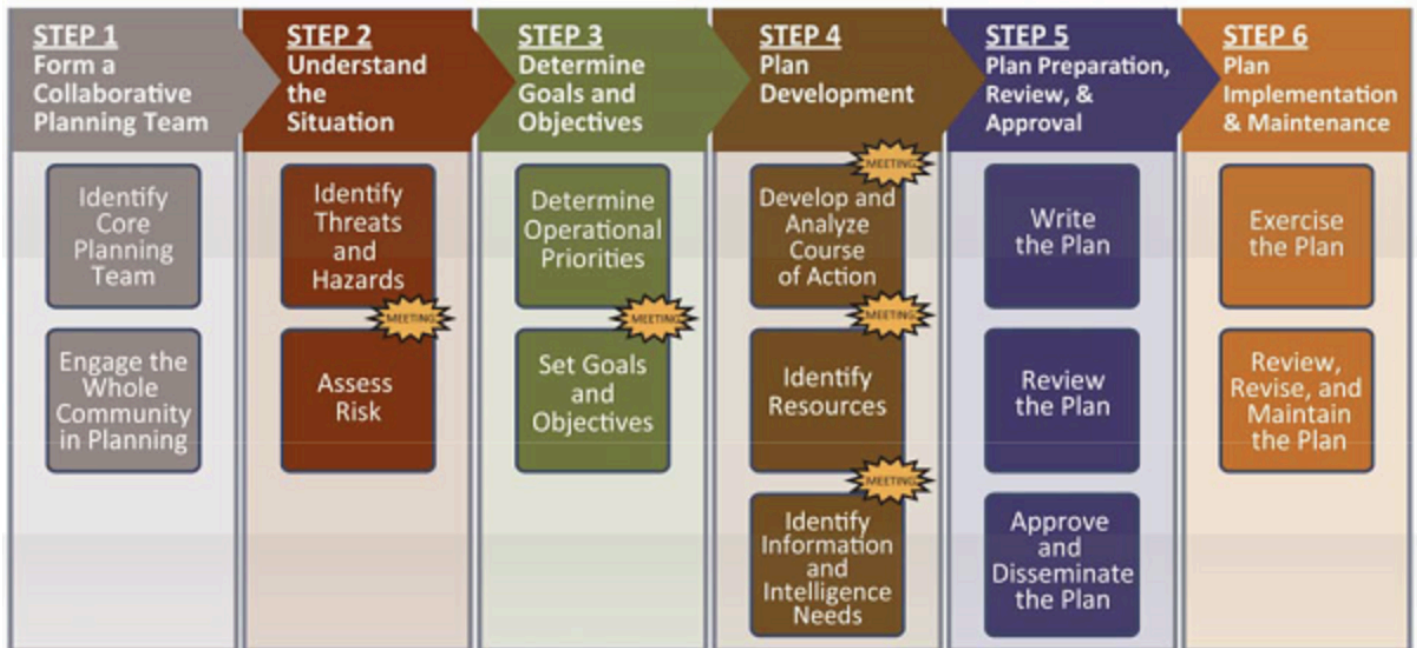 STEP 1
Form a
Collaborative
Planning Team
Identify
Core
Planning
Team
Engage the
Whole
Community
in Planning
STEP 2
Understand
the
Situation
Identify
Threats
and
Hazards
MEETING
Assess
Risk
STEP 3
Determine
Goals and
Objectives
Determine
Operational
Priorities
MEETING
Set Goals
and
Objectives
STEP 4
Plan
Development
MEETING
Develop and
Analyze
Course
of Action
MEETING
Identify
Resources
MEETING
Identify
Information
and
Intelligence
Needs
STEP 5
Plan Preparation,
Review, &
Approval
Write
the Plan
Review
the Plan
Approve
and
Disseminate
the Plan
STEP 6
Plan
Implementation
& Maintenance
Exercise
the Plan
Review,
Revise, and
Maintain
the Plan